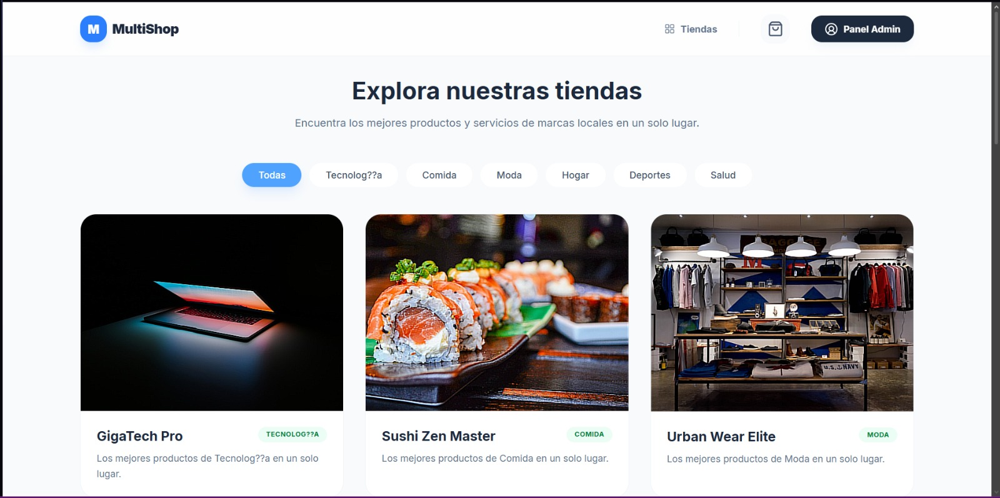 M MultiShop
Tiendas
Panel Admin
Explora nuestras tiendas
Encuentra los mejores productos y servicios de marcas locales en un solo lugar.
Todas
Tecnolog??a
Comida
Moda
Hogar
Deportes
Salud
U.S. NAVY
GigaTech Pro
TECNOLOG??A
Los mejores productos de Tecnolog??a en un solo
lugar.
Sushi Zen Master
COMIDA
Los mejores productos de Comida en un solo lugar.
Urban Wear Elite
MODA
Los mejores productos de Moda en un solo lugar.